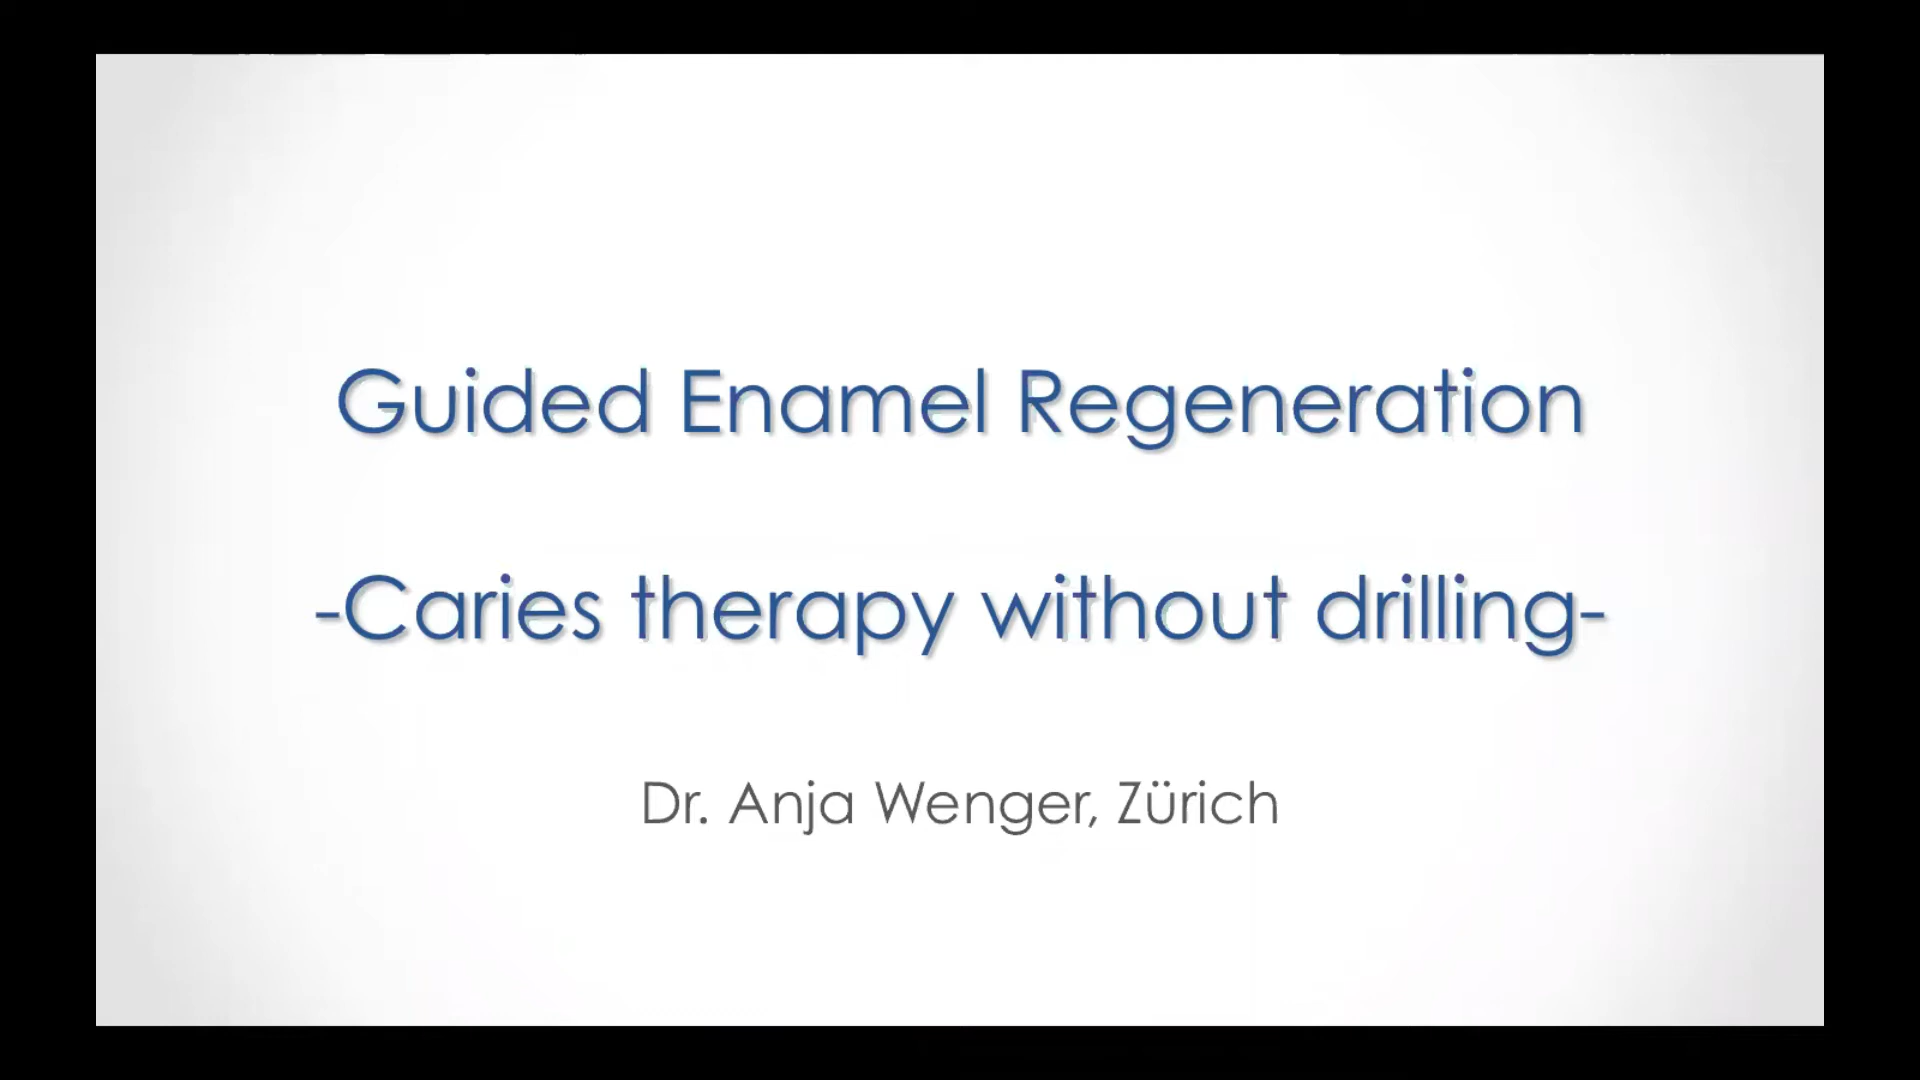 Guided Enamel Regeneration
-Caries therapy without drilling-
Dr. Anja Wenger, Zürich